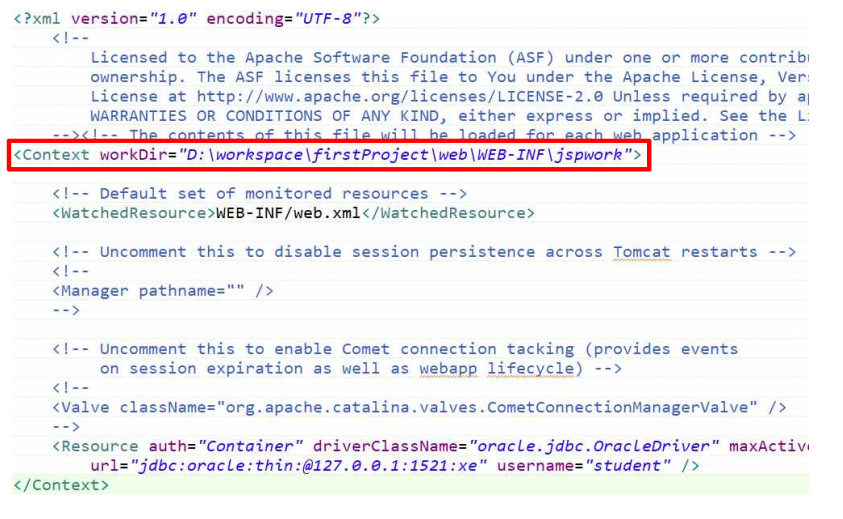 <?xml version="1.0" encoding="UTF-8"?>
<!--
Licensed to the Apache Software Foundation (ASF) under one or more
ownership. The ASF licenses this file to You under the Apache License,
License at http://www.apache.org/licenses/LICENSE-2.0 Unless required by
WARRANTIES OR CONDITIONS OF ANY KIND, either express or implied. See the
--><!-- The contents of this file will be loaded for each web application -->
<Context workDir="D:\workspace\firstProject\web\WEB-INF\jspwork">
<!-- Default set of monitored resources -->
<WatchedResource>WEB-INF/web.xml</WatchedResource>
<!-- Uncomment this to disable session persistence across Tomcat restarts -->
<!--
<Manager pathname="" />
-->
<!-- Uncomment this to enable Comet connection tacking (provides events
on session expiration as well as webapp lifecycle) -->
<!--
<Valve className="org.apache.catalina.valves.CometConnectionManagerValve" />
-->
<Resource auth="Container" driverClassName="oracle.jdbc.OracleDriver" maxActive
url="jdbc:oracle:thin:@127.0.0.1:1521:xe" username="student" />
</Context>